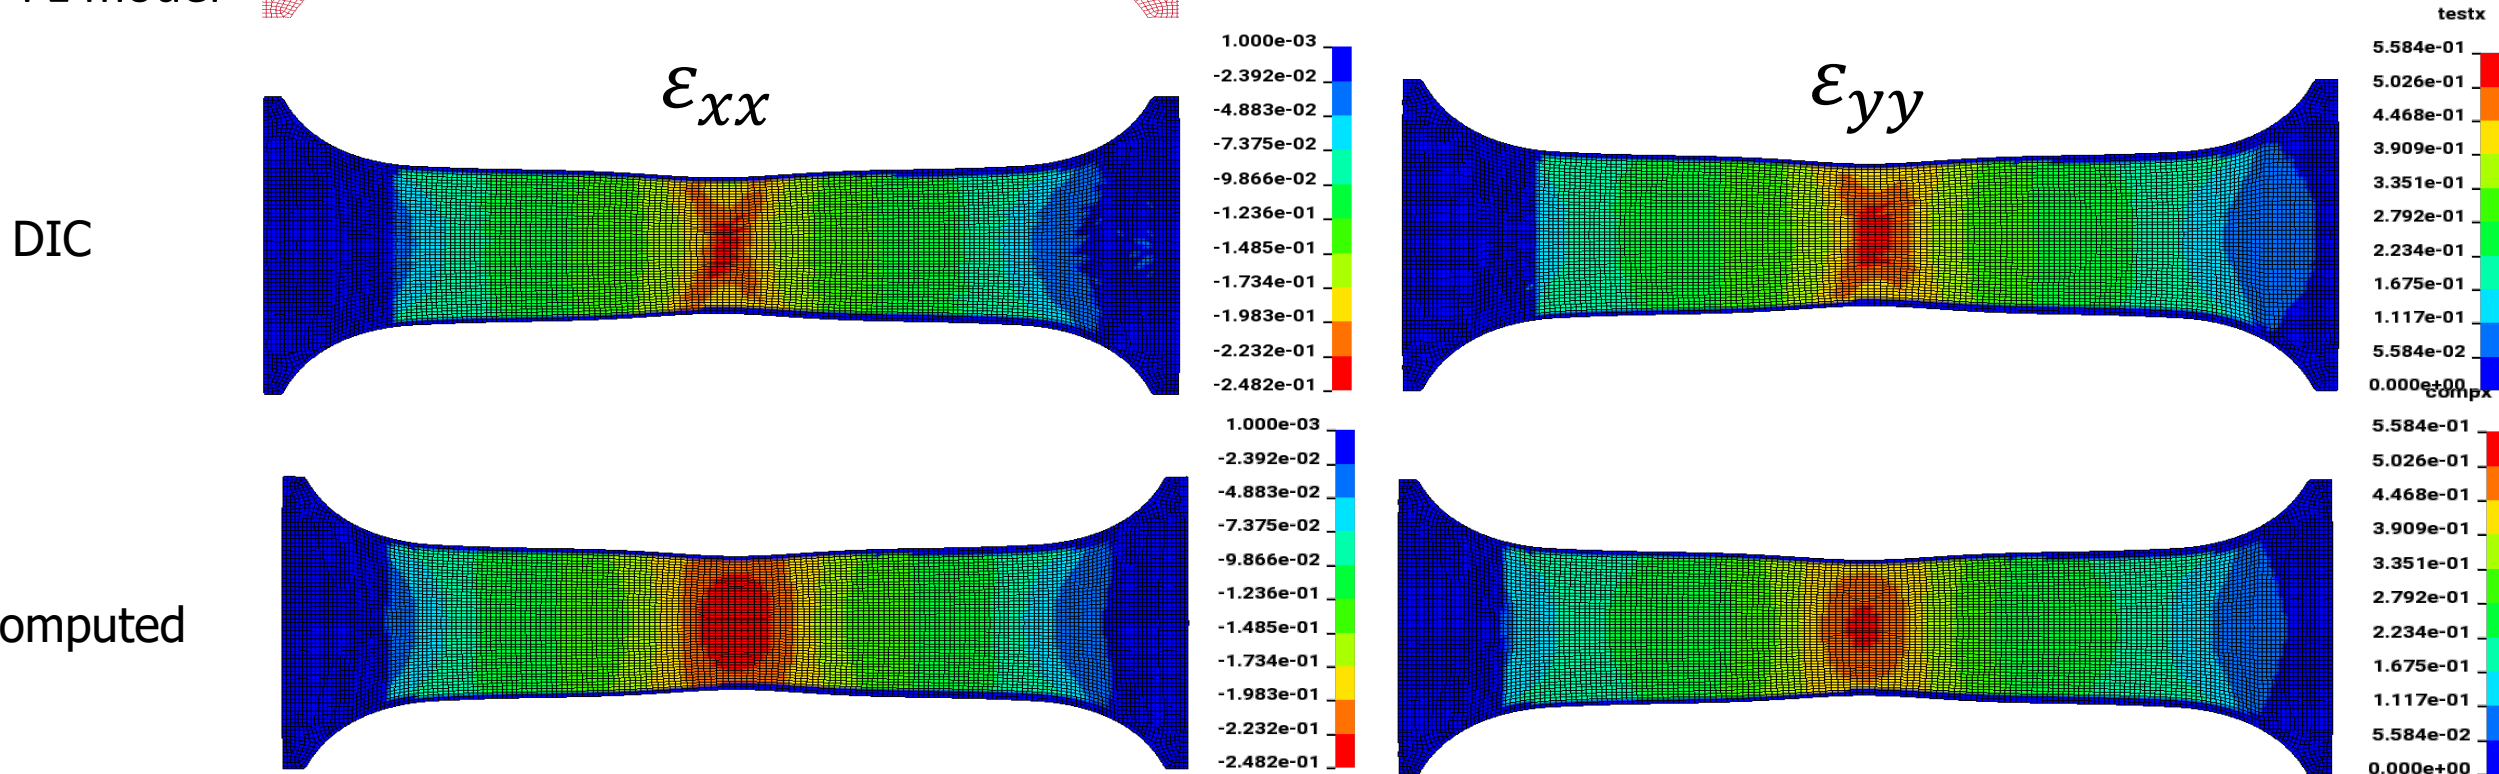 εxx
1.000e-03
-2.392e-02
-4.883e-02
-7.375e-02
-9.866e-02
-1.236e-01
-1.485e-01
-1.734e-01
-1.983e-01
-2.232e-01
-2.482e-01
εyy
testx
5.584e-01
5.026e-01
4.468e-01
3.909e-01
3.351e-01
2.792e-01
2.234e-01
1.675e-01
1.117e-01
5.584e-02
0.000e+00
DIC
1.000e-03
-2.392e-02
-4.883e-02
-7.375e-02
-9.866e-02
-1.236e-01
-1.485e-01
-1.734e-01
-1.983e-01
-2.232e-01
-2.482e-01
compx
5.584e-01
5.026e-01
4.468e-01
3.909e-01
3.351e-01
2.792e-01
2.234e-01
1.675e-01
1.117e-01
5.584e-02
0.000e+00
omputed